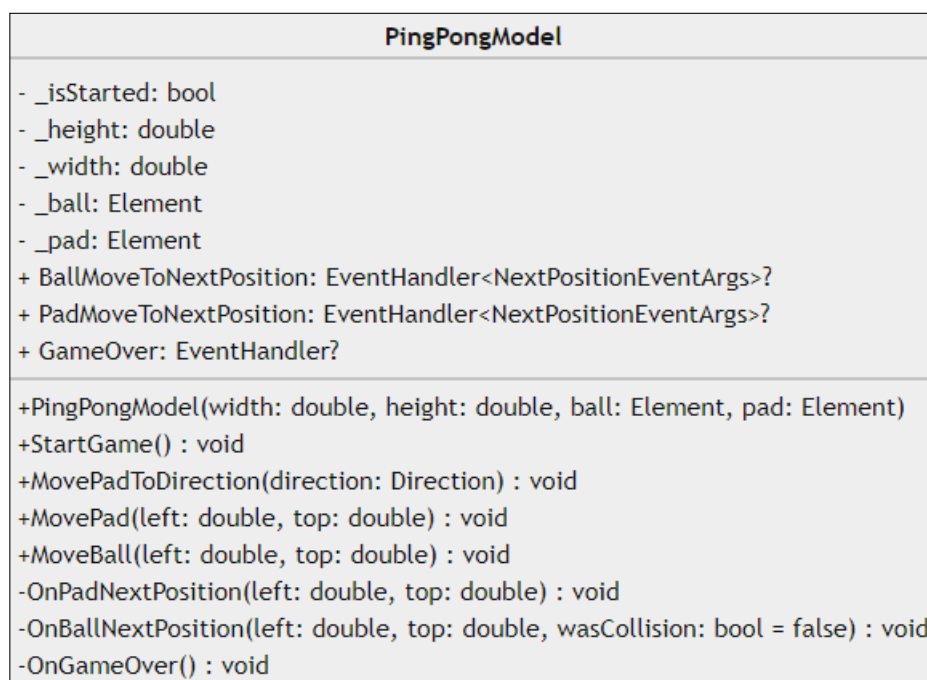 PingPongModel
- _isStarted: bool
- _height: double
- _width: double
- _ball: Element
- _pad: Element
+ BallMoveToNextPosition: EventHandler<NextPositionEventArgs>?
+ PadMoveToNextPosition: EventHandler<NextPositionEventArgs>?
+ GameOver: EventHandler?
+PingPongModel(width: double, height: double, ball: Element, pad: Element)
+StartGame() : void
+MovePadToDirection(direction: Direction) : void
+MovePad(left: double, top: double) : void
+MoveBall(left: double, top: double) : void
-OnPadNextPosition(left: double, top: double) : void
-OnBallNextPosition(left: double, top: double, wasCollision: bool = false) : void
-OnGameOver() : void